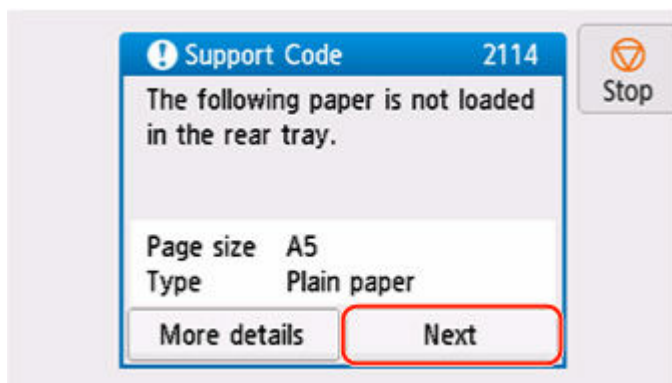 Support Code 2114
Stop
The following paper is not loaded
in the rear tray.
Page size A5
Type Plain paper
More details Next